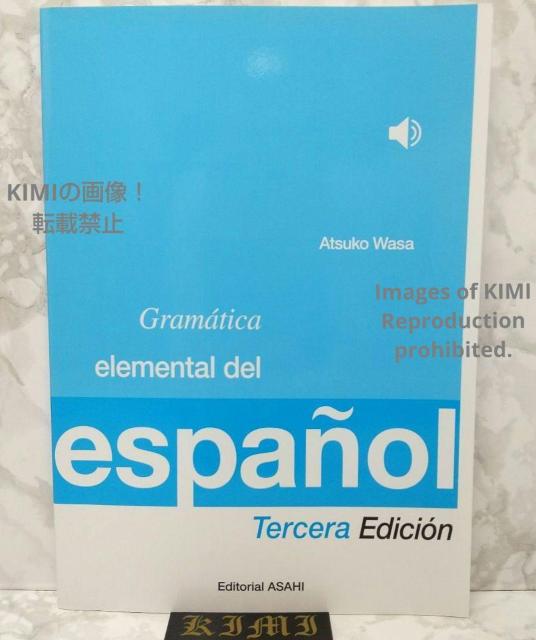 Atsuko Wasa
Gramática
elemental del
español
Tercera Edición
Editorial ASAHI
KIMIの画像！
転載禁止
Images of KIMI
Reproduction
prohibited.
KIMI